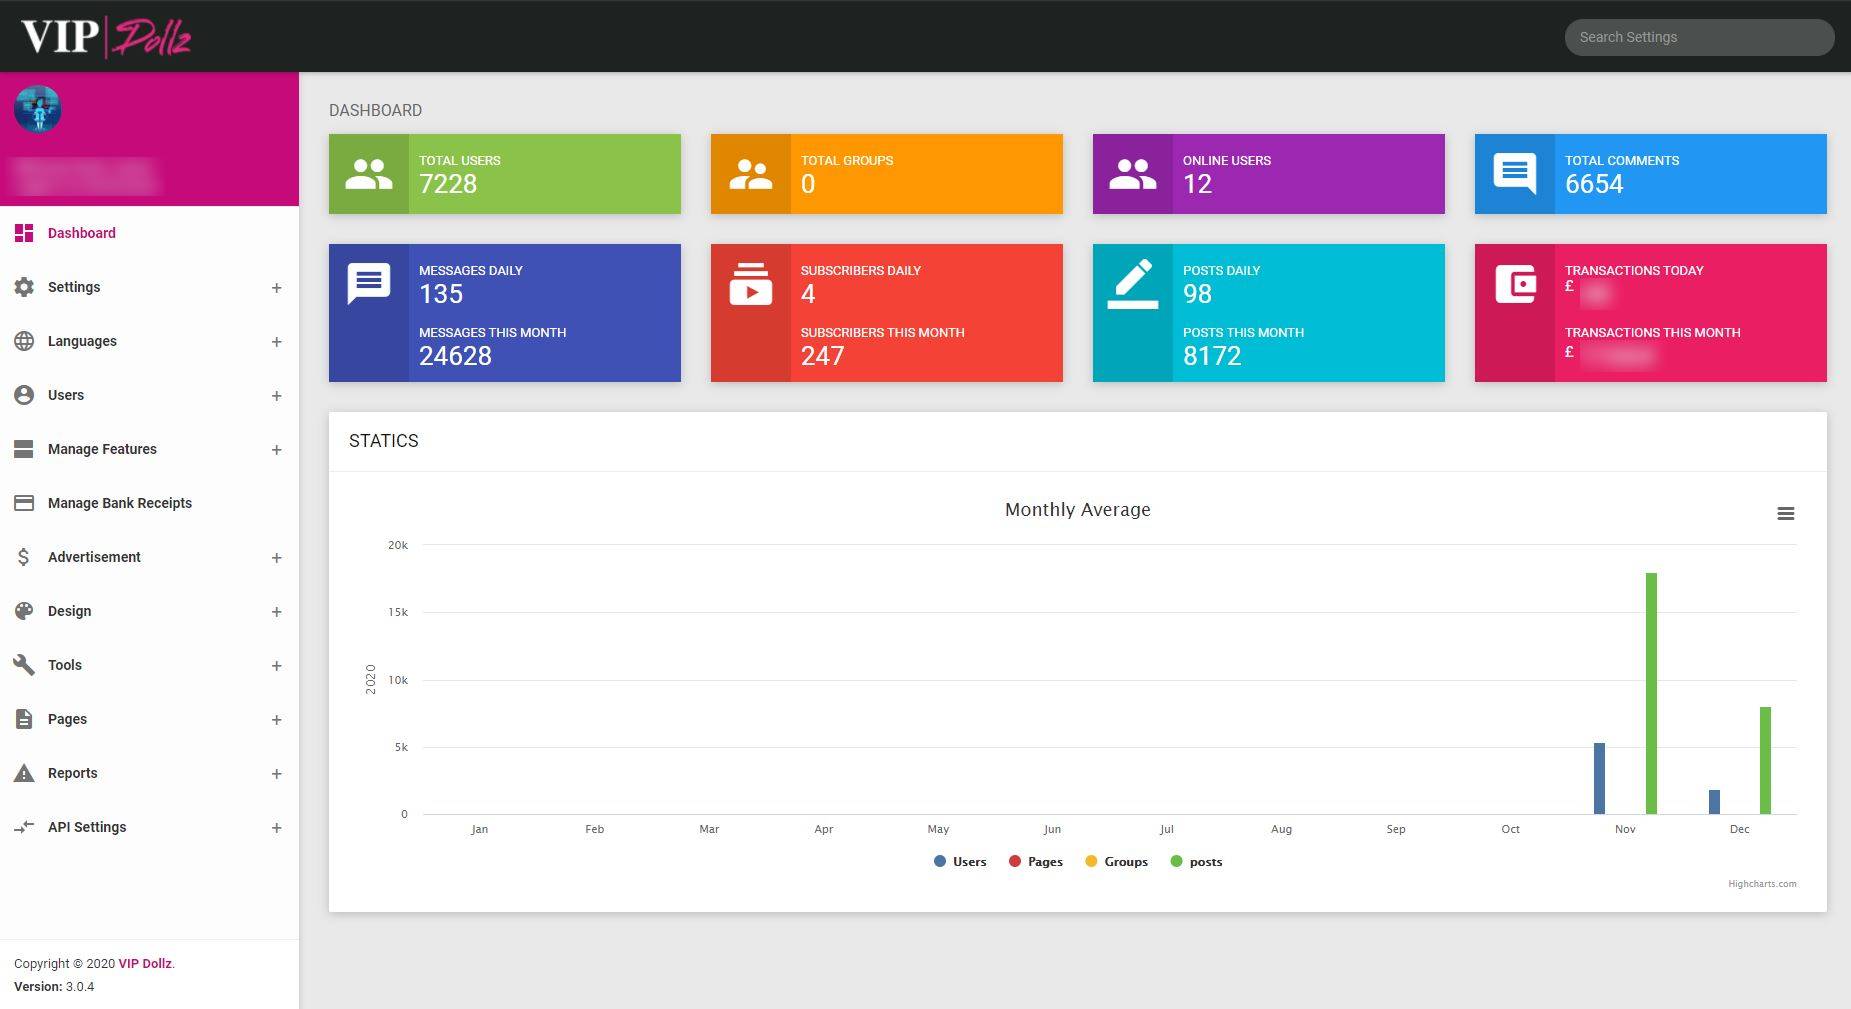 VIP Dollz
Search Settings
DASHBOARD
TOTAL USERS
7228
TOTAL GROUPS
0
ONLINE USERS
12
TOTAL COMMENTS
6654
MESSAGES DAILY
135
MESSAGES THIS MONTH
24628
SUBSCRIBERS DAILY
4
SUBSCRIBERS THIS MONTH
247
POSTS DAILY
98
POSTS THIS MONTH
8172
TRANSACTIONS TODAY
£
TRANSACTIONS THIS MONTH
£
Dashboard
Settings +
Languages +
Users +
Manage Features +
Manage Bank Receipts
Advertisement +
Design +
Tools +
Pages +
Reports +
API Settings +
Copyright © 2020 VIP Dollz.
Version: 3.0.4
STATICS
Monthly Average
20k
15k
10k
5k
0
2020
Jan Feb Mar Apr May Jun Jul Aug Sep Oct Nov Dec
Users Pages Groups posts
Highcharts.com